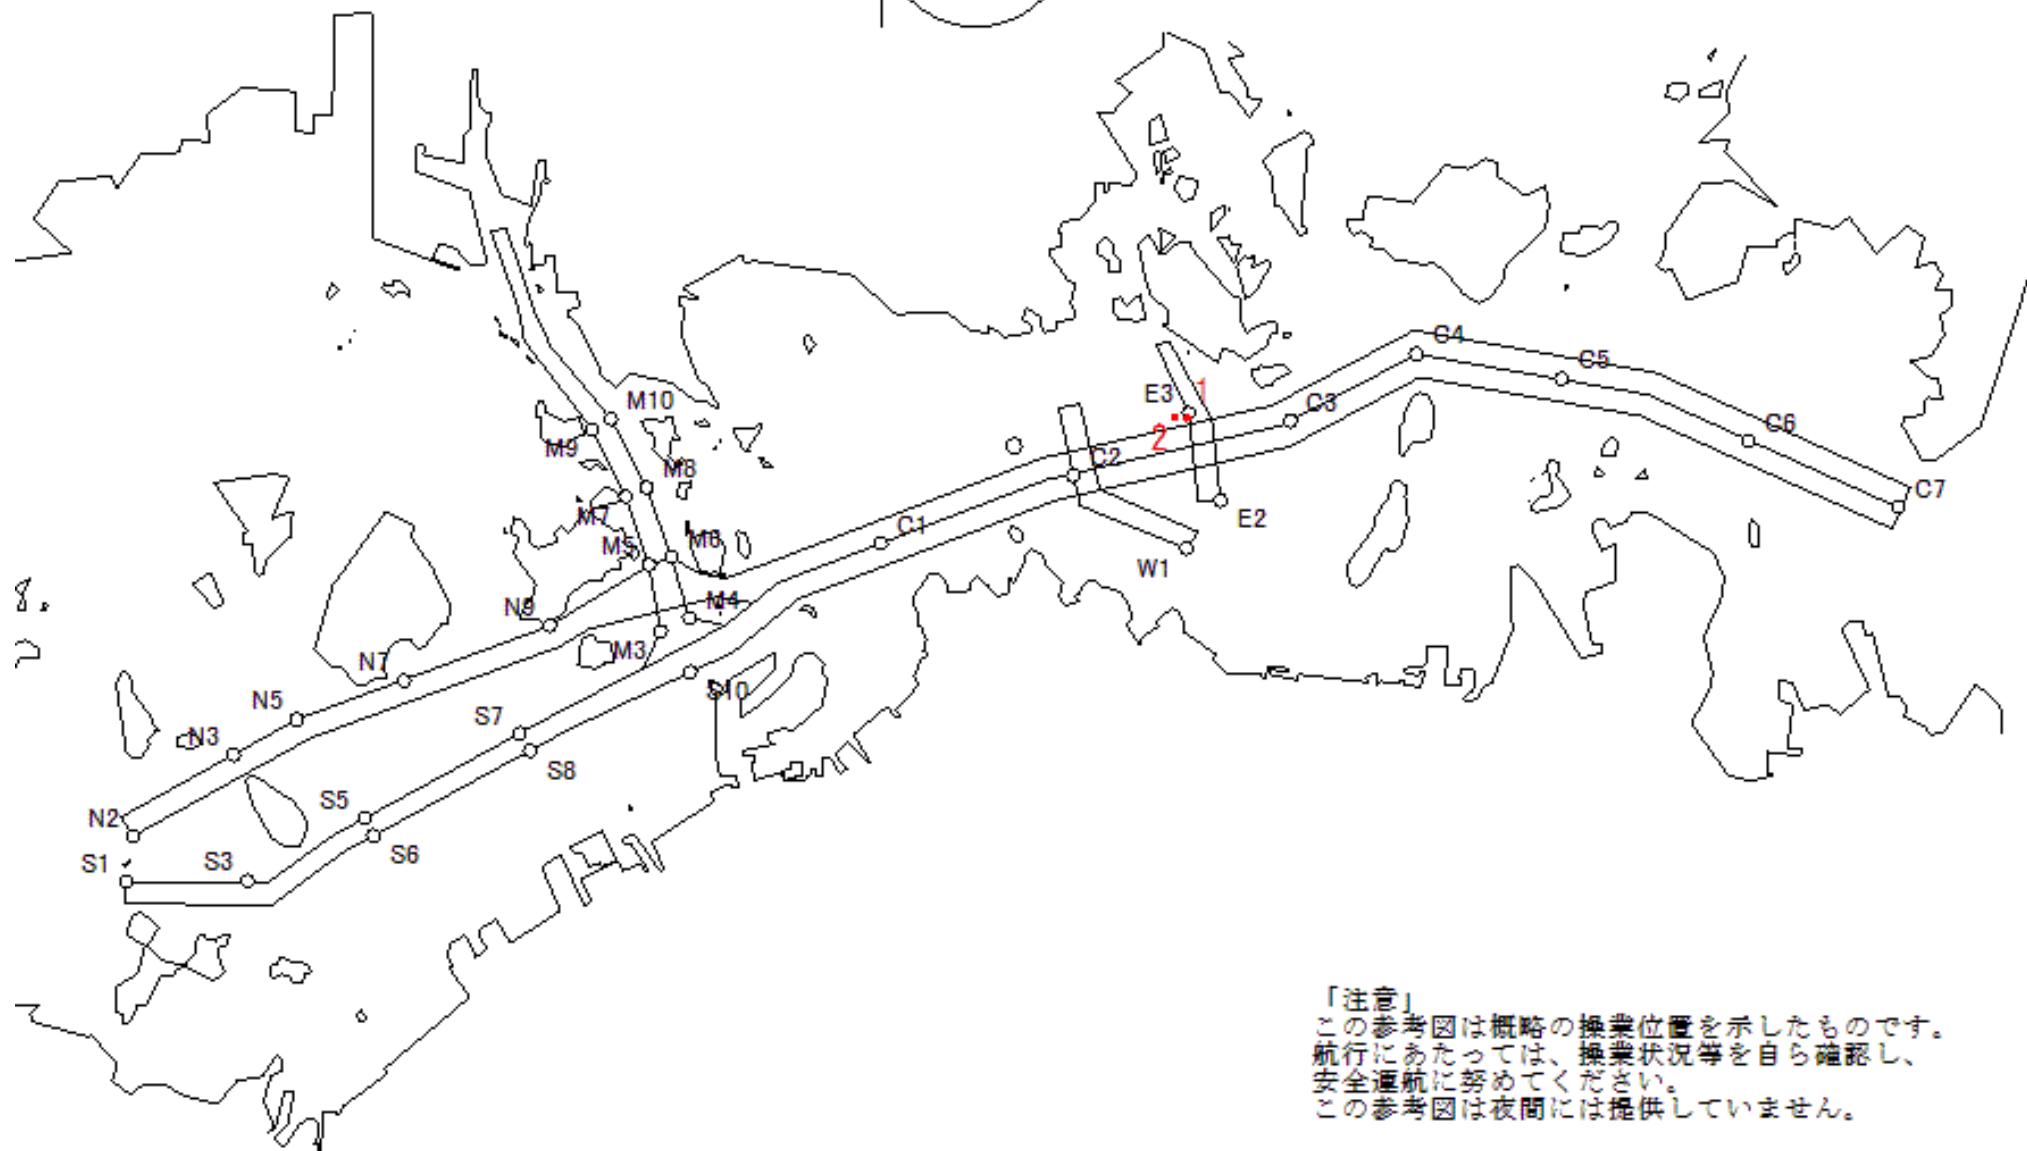 C4
C5
E3
1
M10
C3
2
C6
M9
C2
M8
C7
M7
E2
C1
M5
M6
W1
N9
M4
M3
N7
S10
N5
S7
N3
S8
S5
N2
S6
S1
S3
「注意」
この参考図は概略の操業位置を示したものです。
航行にあたっては、操業状況等を自ら確認し、
安全運航に努めてください。
この参考図は夜間には提供していません。